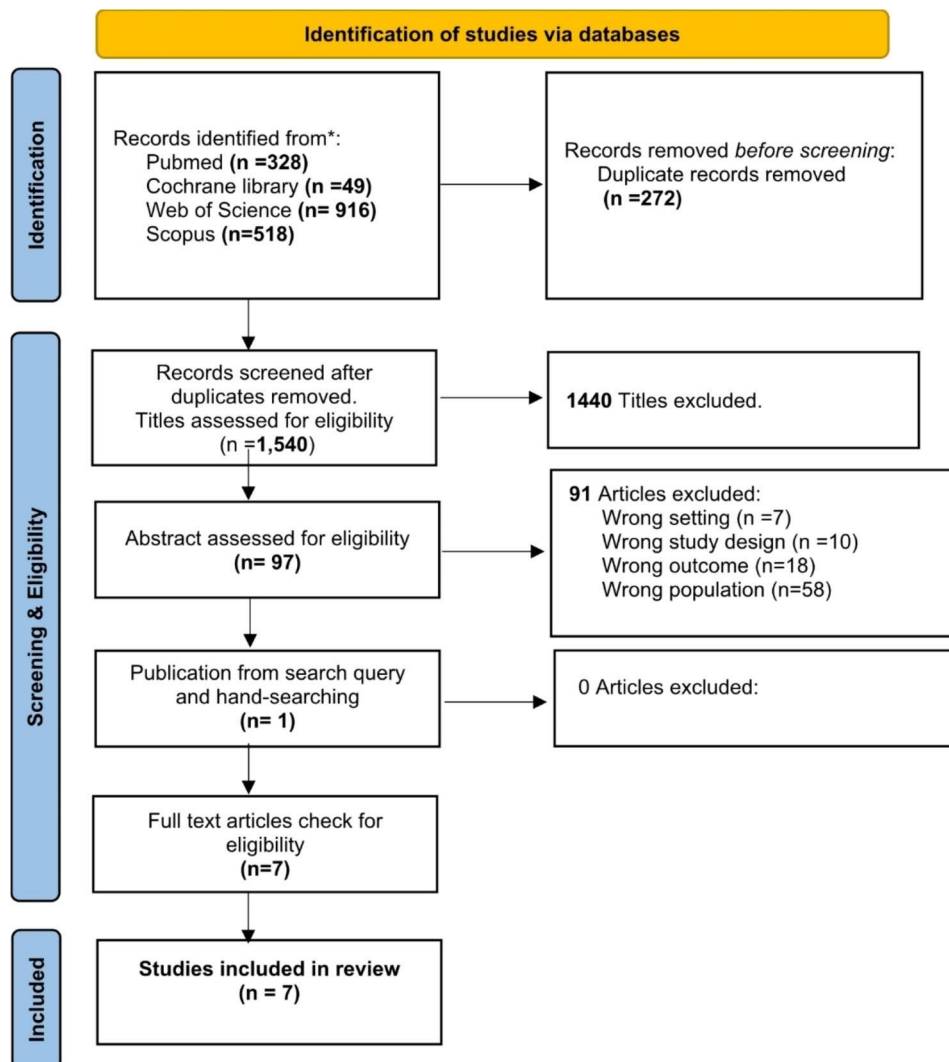 Identification of studies via databases
Identification
Records identified from*:
Pubmed (n =328)
Cochrane library (n =49)
Web of Science (n= 916)
Scopus (n=518)
Records removed before screening:
Duplicate records removed
(n =272)
Screening & Eligibility
Records screened after
duplicates removed.
Titles assessed for eligibility
(n =1,540)
1440 Titles excluded.
Abstract assessed for eligibility
(n= 97)
91 Articles excluded:
Wrong setting (n =7)
Wrong study design (n =10)
Wrong outcome (n=18)
Wrong population (n=58)
Publication from search query
and hand-searching
(n= 1)
0 Articles excluded:
Full text articles check for
eligibility
(n=7)
Included
Studies included in review
(n = 7)